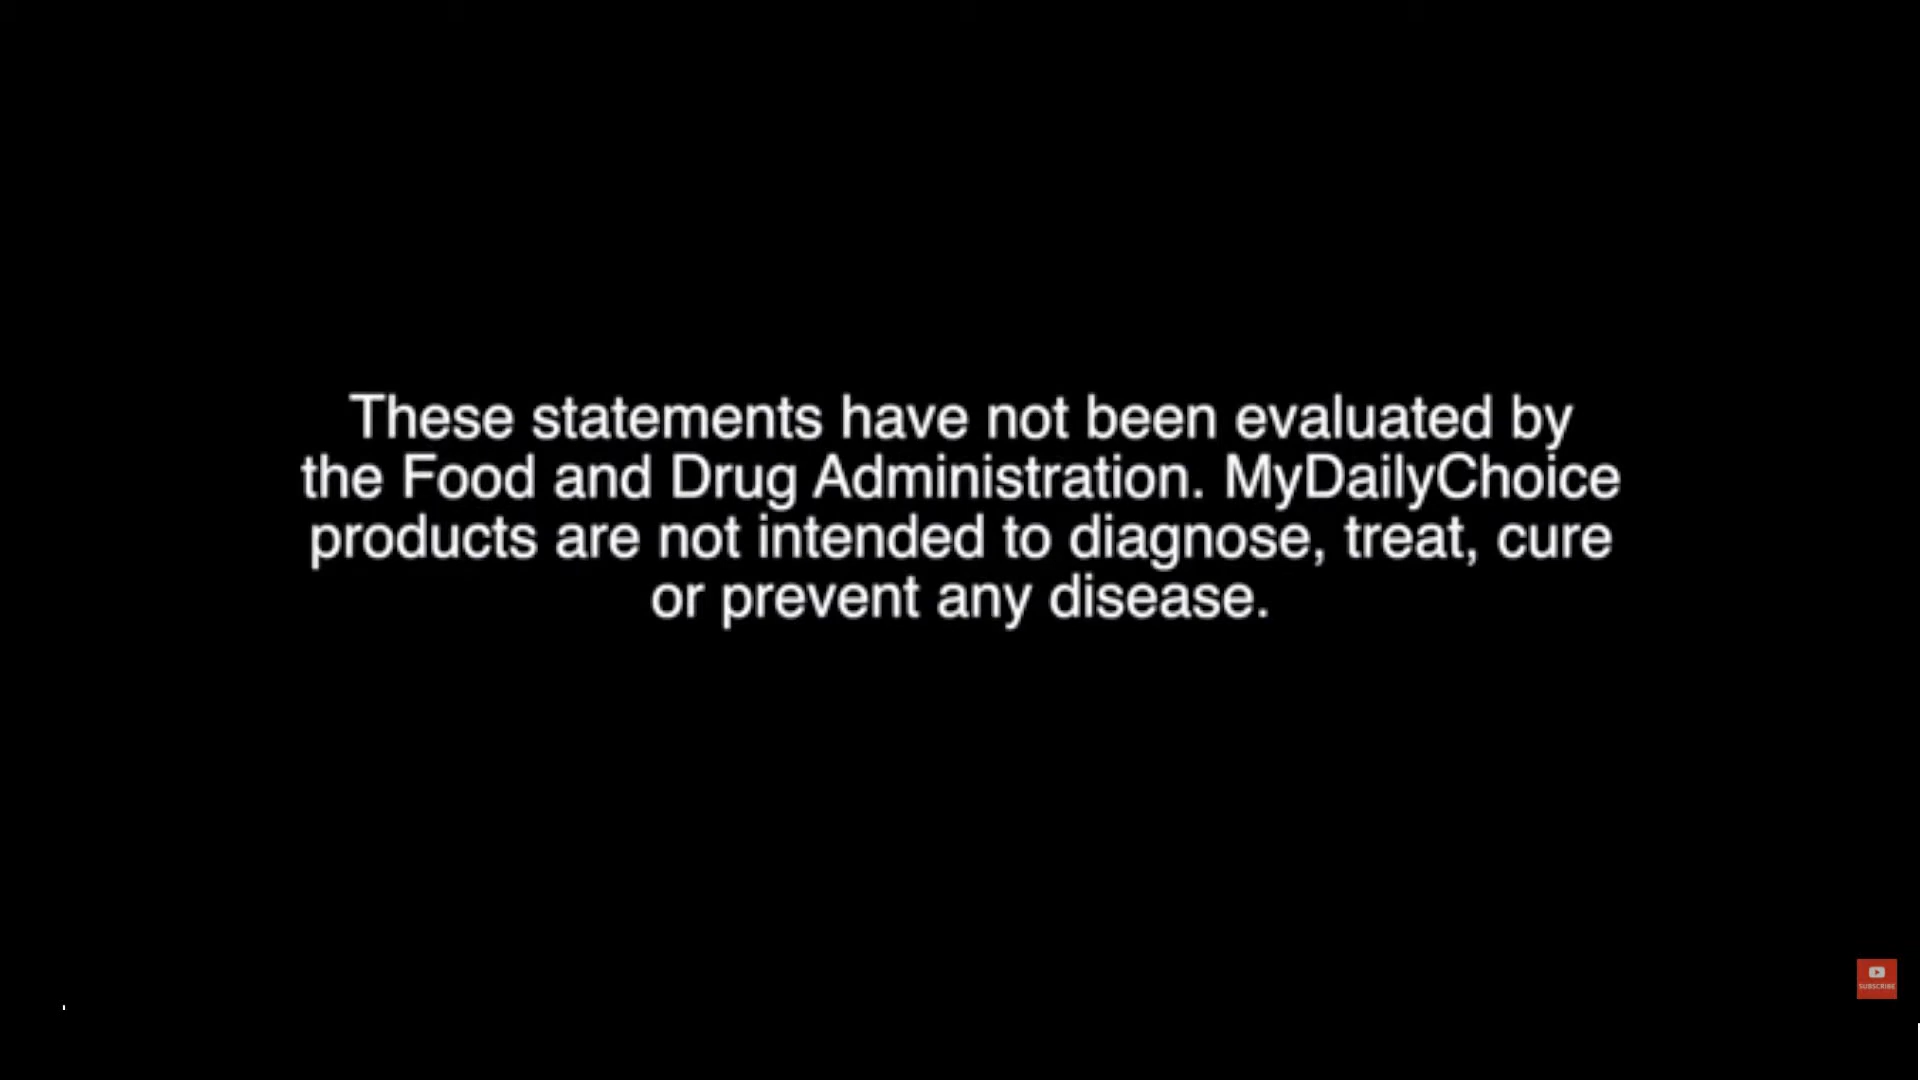 These statements have not been evaluated by
the Food and Drug Administration. MyDailyChoice
products are not intended to diagnose, treat, cure
or prevent any disease.
SUBSCRIBE